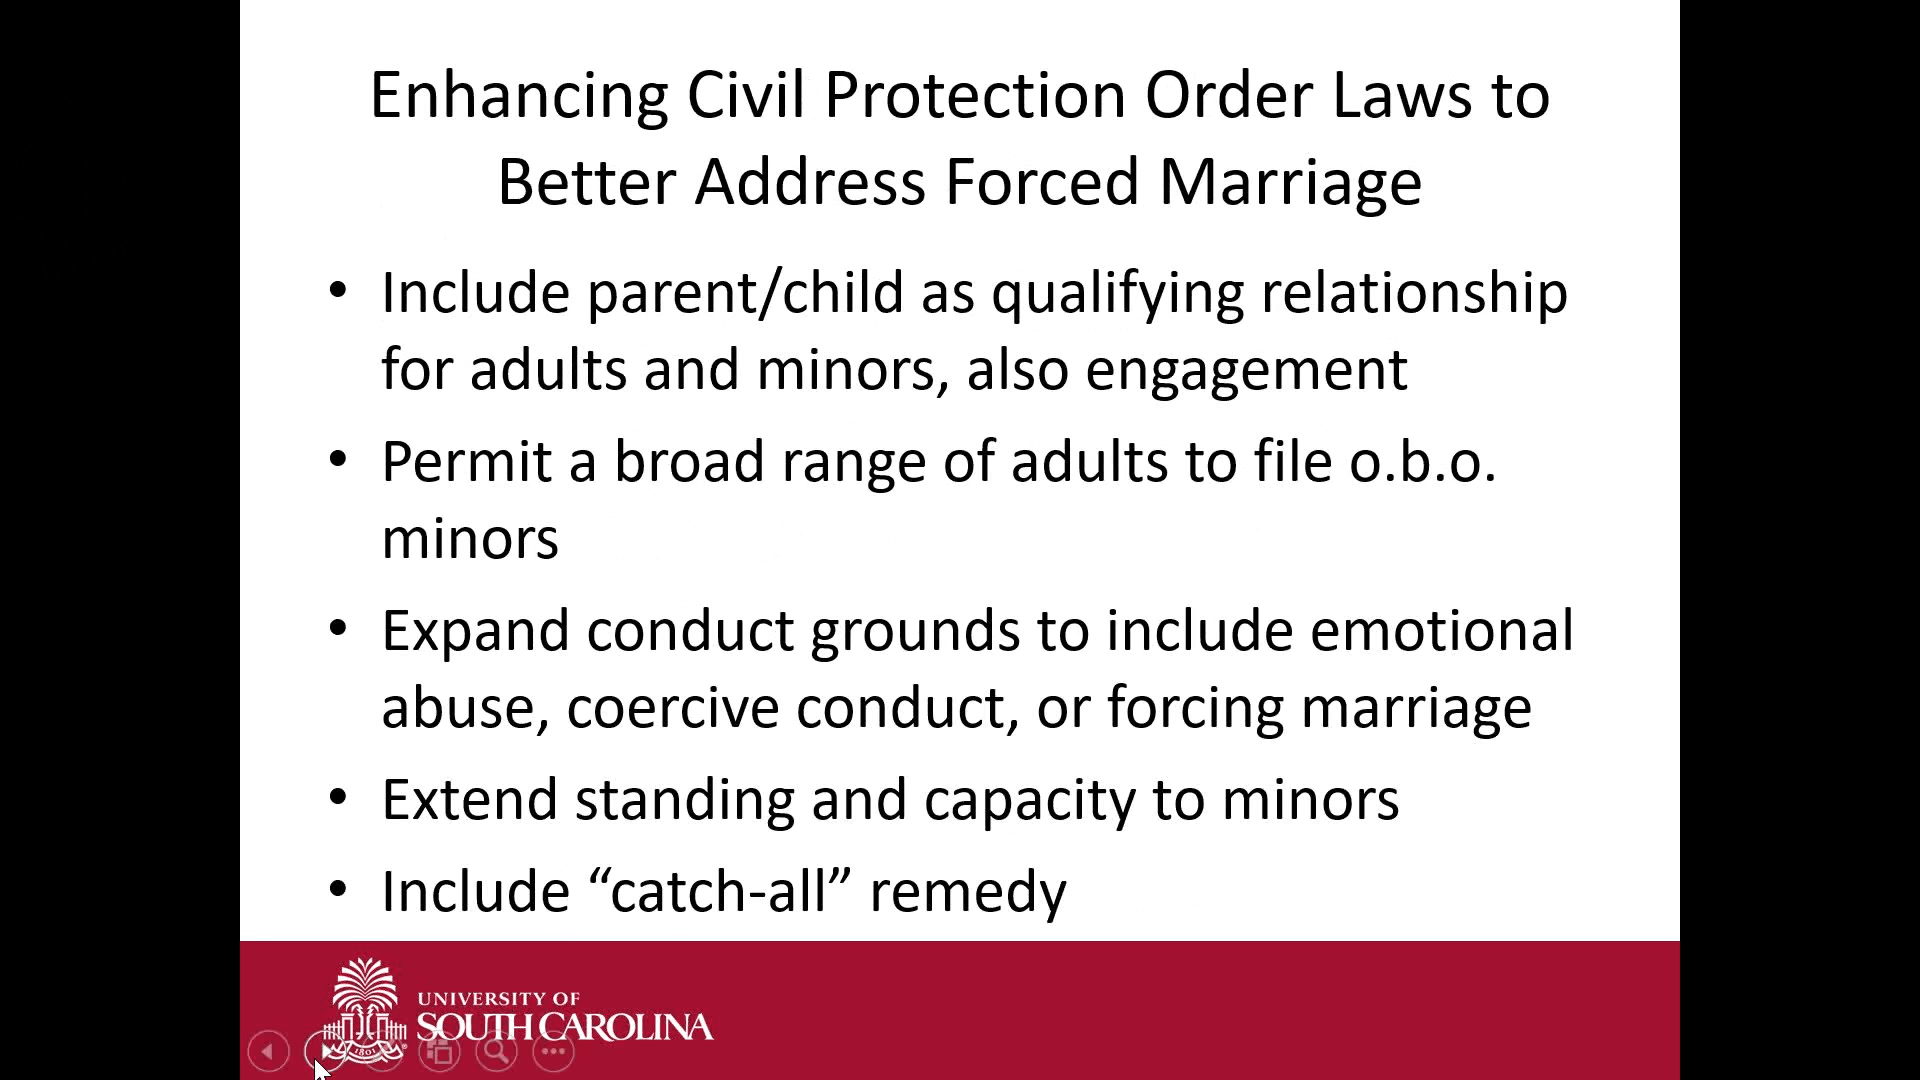 Enhancing Civil Protection Order Laws to
Better Address Forced Marriage
• Include parent/child as qualifying relationship
for adults and minors, also engagement
• Permit a broad range of adults to file o.b.o.
minors
• Expand conduct grounds to include emotional
abuse, coercive conduct, or forcing marriage
• Extend standing and capacity to minors
• Include “catch-all” remedy
UNIVERSITY OF
SOUTH CAROLINA
1801